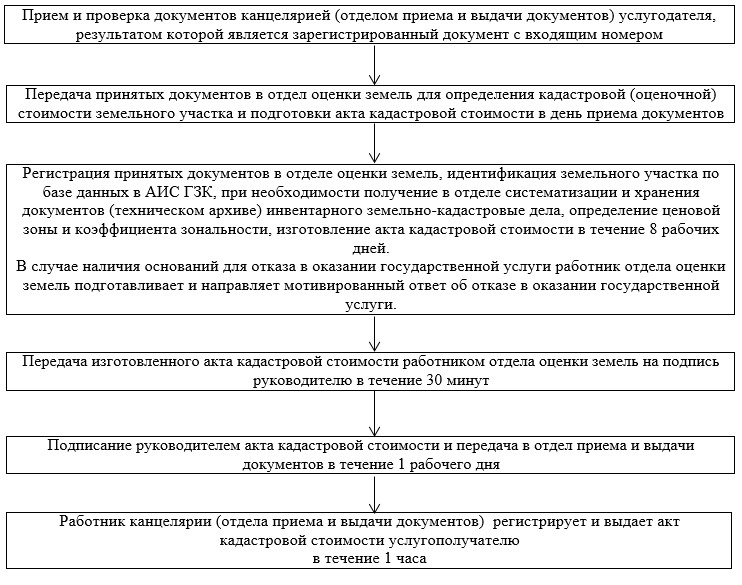 Прием и проверка документов канцелярией (отделом приема и выдачи документов) услугодателя,
результатом которой является зарегистрированный документ с входящим номером
Передача принятых документов в отдел оценки земель для определения кадастровой (оценочной)
стоимости земельного участка и подготовки акта кадастровой стоимости в день приема документов
Регистрация принятых документов в отделе оценки земель, идентификация земельного участка по
базе данных в АИС ГЗК, при необходимости получение в отделе систематизации и хранения
документов (техническом архиве) инвентарного земельно-кадастровые дела, определение ценовой
зоны и коэффициента зональности, изготовление акта кадастровой стоимости в течение 8 рабочих
дней.
В случае наличия оснований для отказа в оказании государственной услуги работник отдела оценки
земель подготавливает и направляет мотивированный ответ об отказе в оказании государственной
услуги.
Передача изготовленного акта кадастровой стоимости работником отдела оценки земель на подпись
руководителю в течение 30 минут
Подписание руководителем акта кадастровой стоимости и передача в отдел приема и выдачи
документов в течение 1 рабочего дня
Работник канцелярии (отдела приема и выдачи документов) регистрирует и выдает акт
кадастровой стоимости услугополучателю
в течение 1 часа